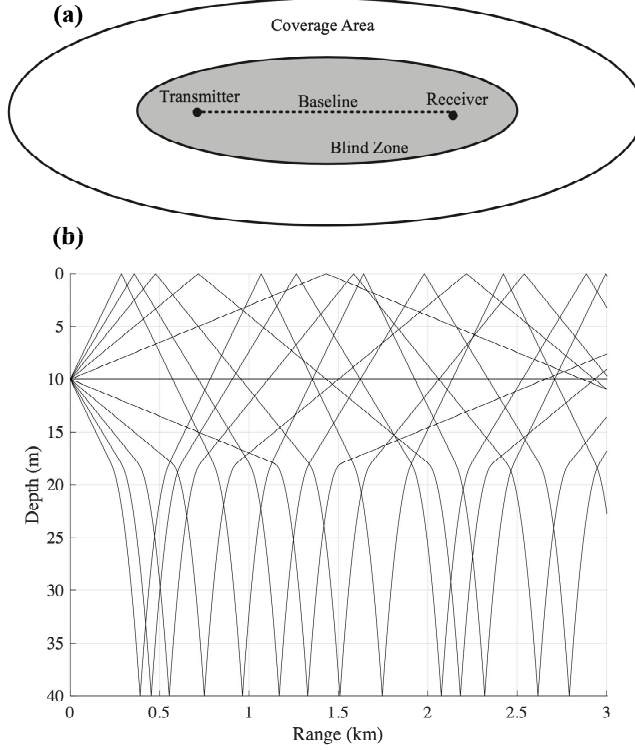 (a)
Coverage Area
Transmitter
Baseline
Receiver
Blind Zone
(b)
0
5
10
15
20
25
30
35
40
Depth (m)
0
0.5
1
1.5
2
2.5
3
Range (km)